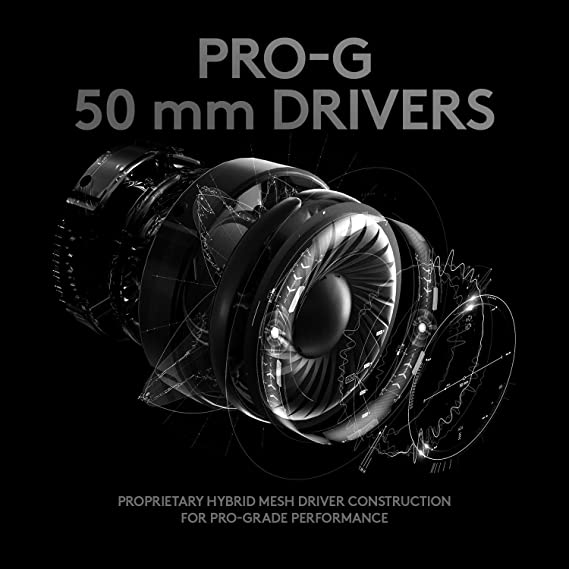 PRO-G
50 mm DRIVERS
PROPRIETARY HYBRID MESH DRIVER CONSTRUCTION
FOR PRO-GRADE PERFORMANCE